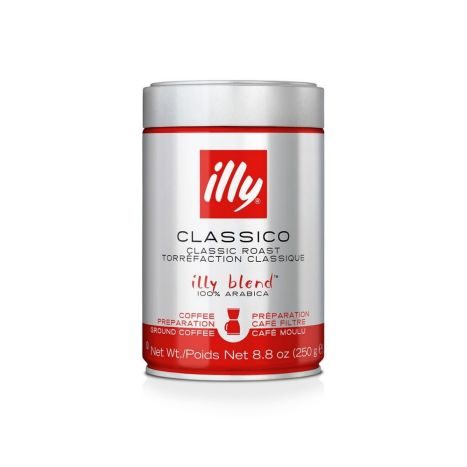 illy®
CLASSICO
CLASSIC ROAST
TORRÉFACTION CLASSIQUE
illy blend™
100% ARABICA
COFFEE PRÉPARATION
PREPARATION CAFÉ FILTRE
GROUND COFFEE CAFÉ MOULU
Net Wt./Poids Net 8.8 oz (250 g) e